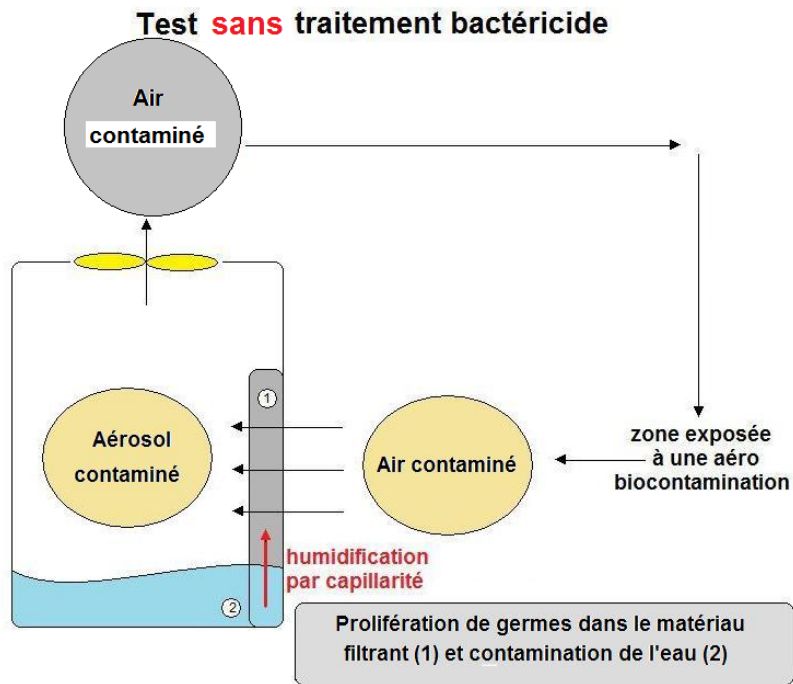 Test sans traitement bactéricide
Air
contaminé
1
Aérosol
contaminé
Air contaminé
zone exposée
à une aéro
biocontamination
humidification
par capillarité
2
Prolifération de germes dans le matériau
filtrant (1) et contamination de l'eau (2)